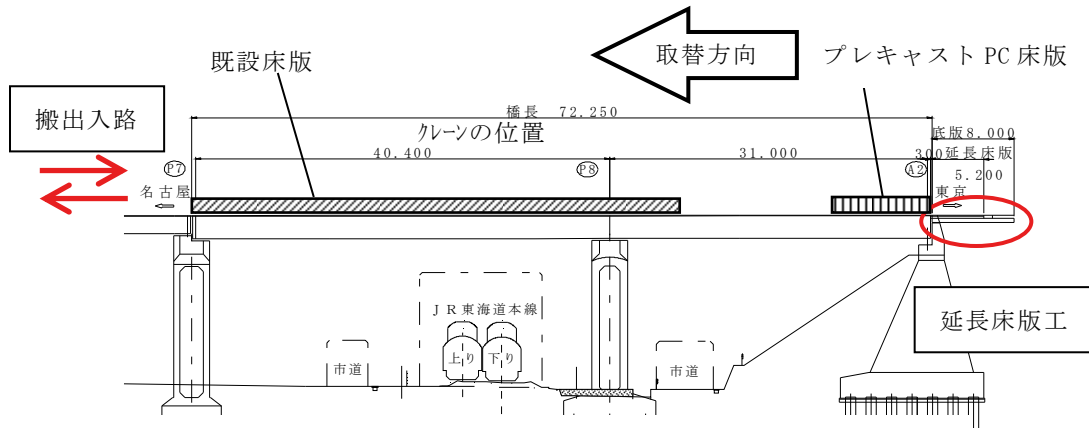 取替方向
プレキャスト PC 床版
既設床版
搬出入路
橋長 72.250
クレーンの位置
底版8.000
40.400
31.000
300
延長床版
5.200
P7
P8
A2
名古屋
東京
延長床版工
JR東海道本線
上り
下り
市道
市道